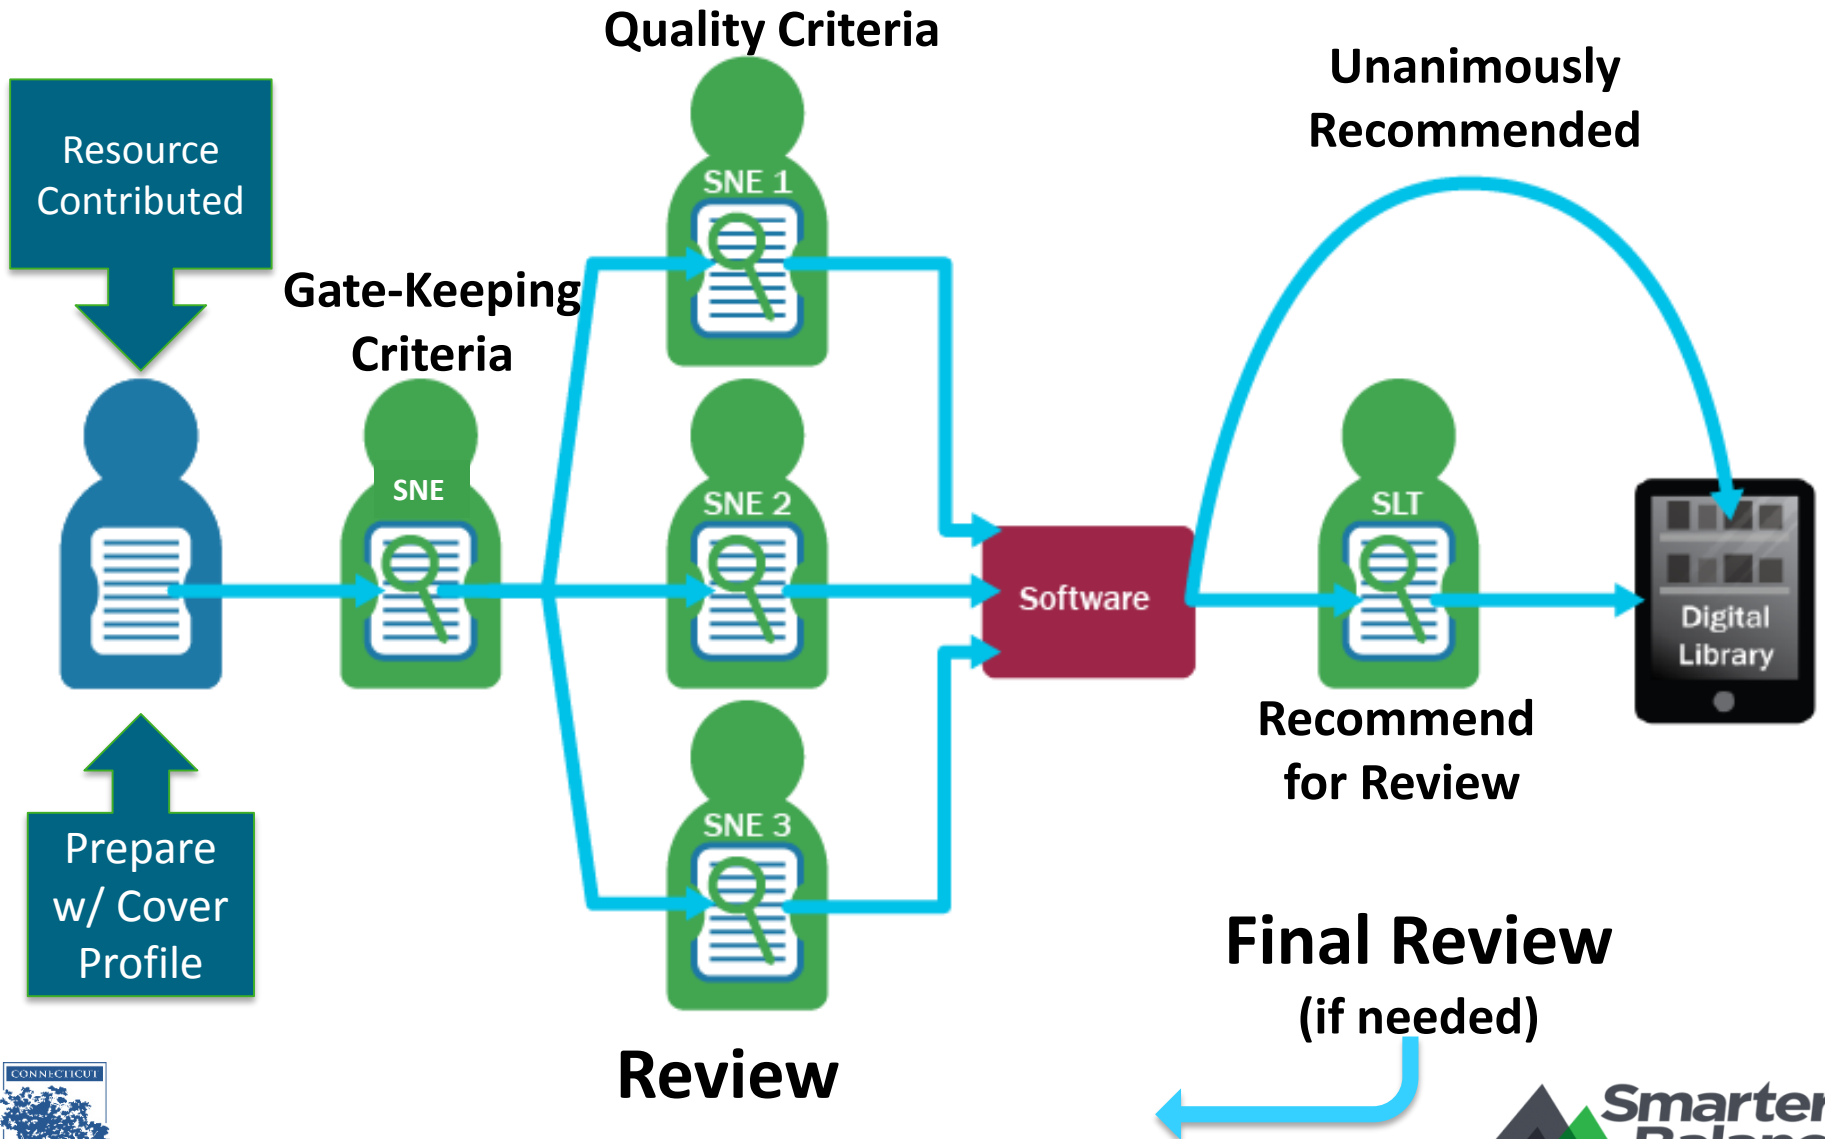 Quality Criteria
Unanimously
Recommended
Resource
Contributed
SNE 1
Gate-Keeping
Criteria
SNE
SNE 2
SLT
Software
Digital
Library
Recommend
for Review
SNE 3
Prepare
w/ Cover
Profile
Final Review
(if needed)
Review
CONNECTICUT
Smarter